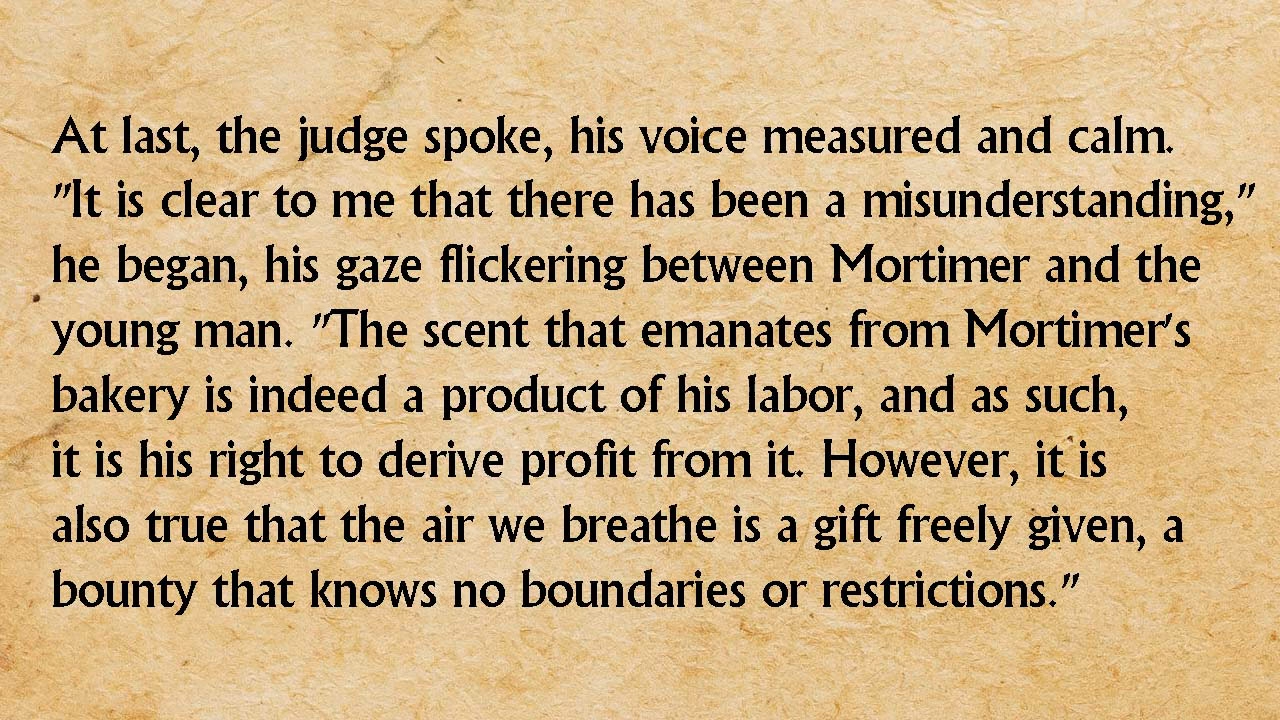 At last, the judge spoke, his voice measured and calm.
"It is clear to me that there has been a misunderstanding,"
he began, his gaze flickering between Mortimer and the
young man. "The scent that emanates from Mortimer's
bakery is indeed a product of his labor, and as such,
it is his right to derive profit from it. However, it is
also true that the air we breathe is a gift freely given, a
bounty that knows no boundaries or restrictions."